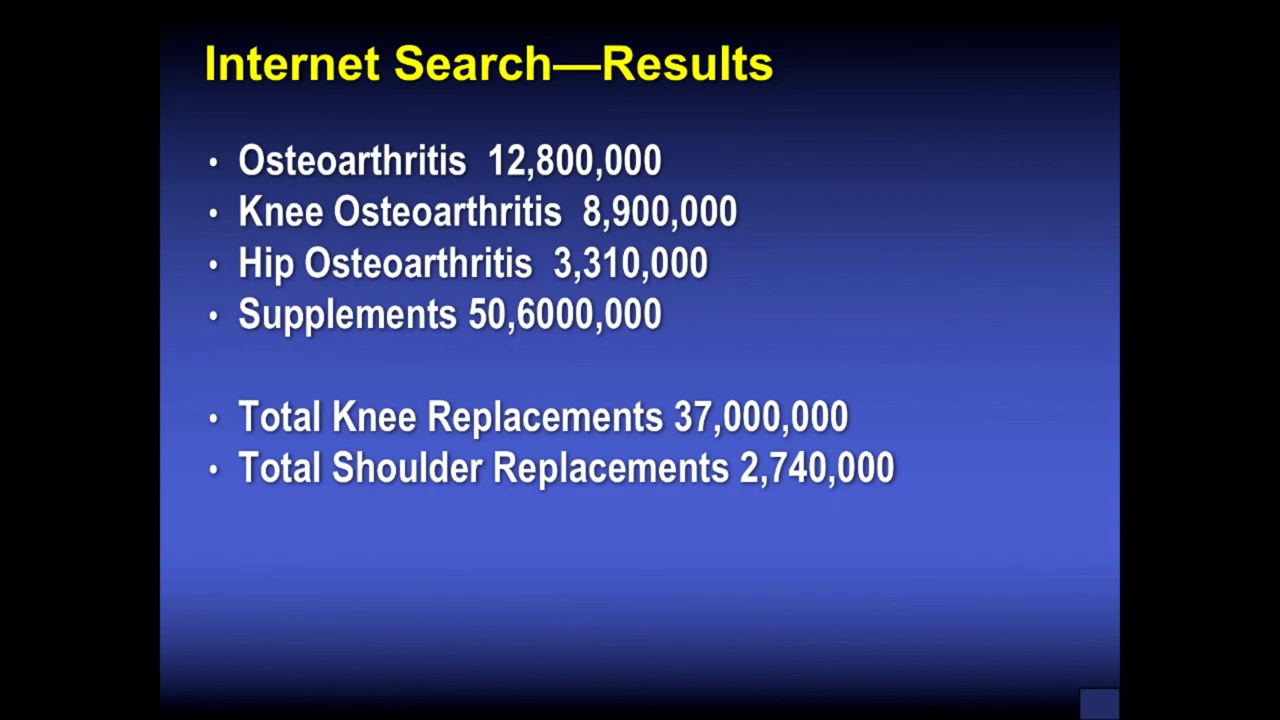 Internet Search—Results
• Osteoarthritis 12,800,000
• Knee Osteoarthritis 8,900,000
• Hip Osteoarthritis 3,310,000
• Supplements 50,6000,000
• Total Knee Replacements 37,000,000
• Total Shoulder Replacements 2,740,000